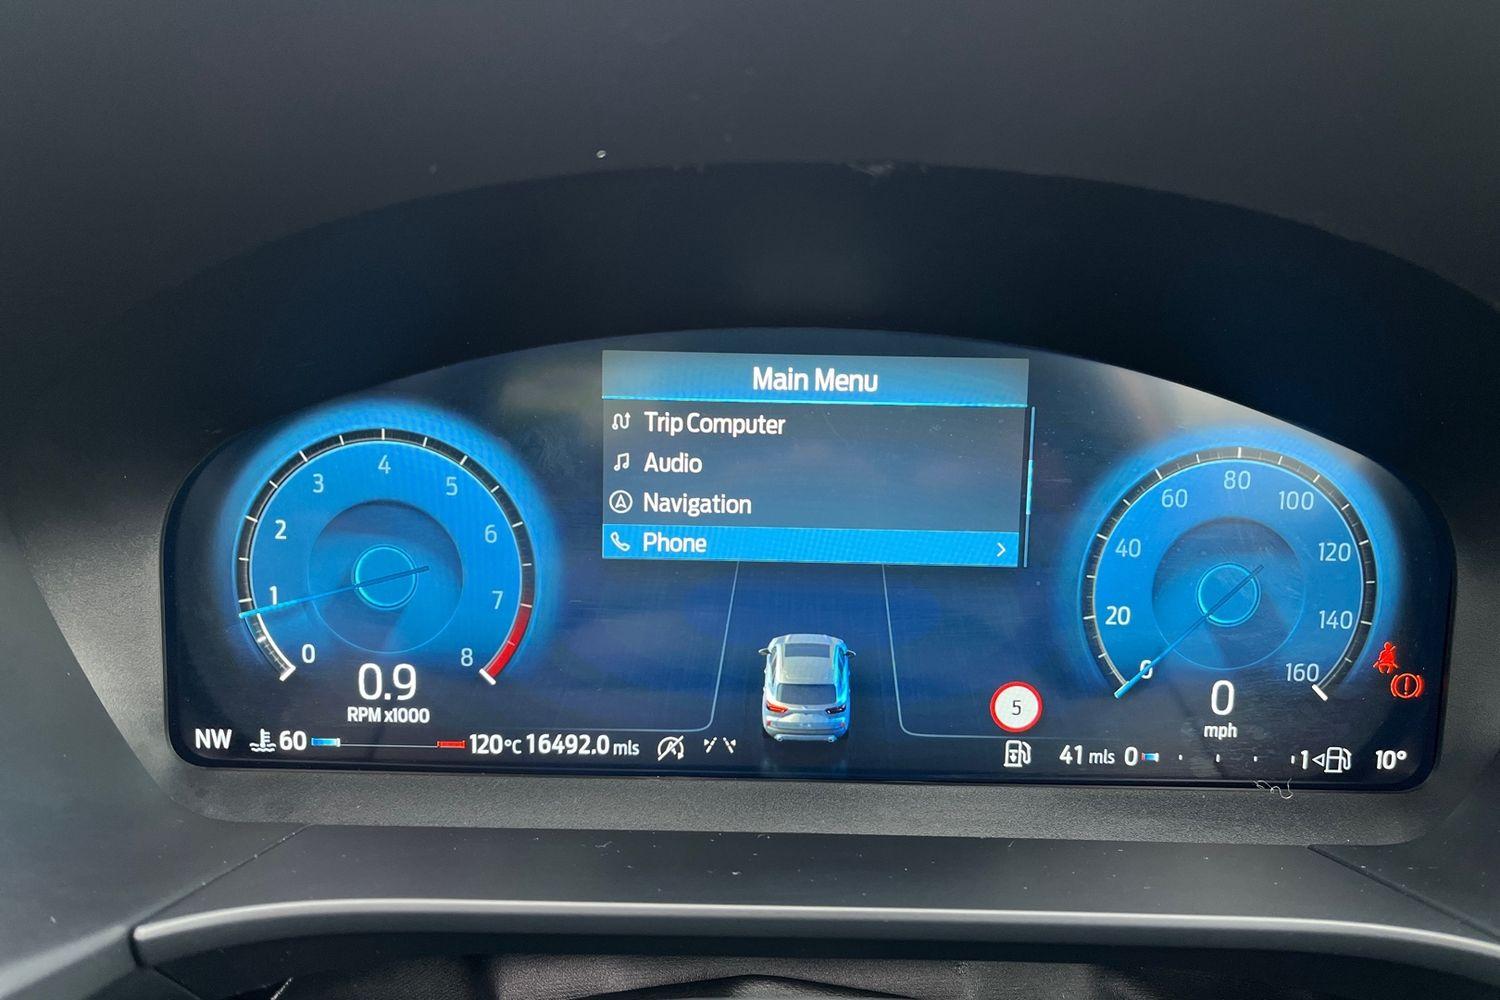 Main Menu
Trip Computer
Audio
Navigation
Phone
0 1 2 3 4 5 6 7 8
0.9
RPM x1000
0 20 40 60 80 100 120 140 160
0
mph
5
NW 60 120°C 16492.0 mls
41 mls 0 1 10°